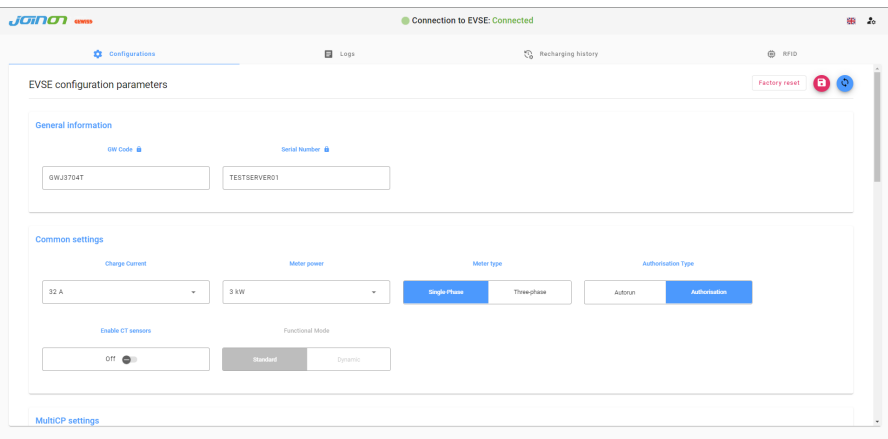 JOINON GEWISS
Connection to EVSE: Connected
Configurations Logs Recharging history RFID
EVSE configuration parameters
Factory reset
General information
GW Code Serial Number
GWJ3704T TESTSERVER01
Common settings
Charge Current Meter power Meter type Authorisation Type
32 A 3 kW Single-Phase Three-phase Autorun Authorisation
Enable CT sensors Functional Mode
Off Standard Dynamic
MultiCP settings